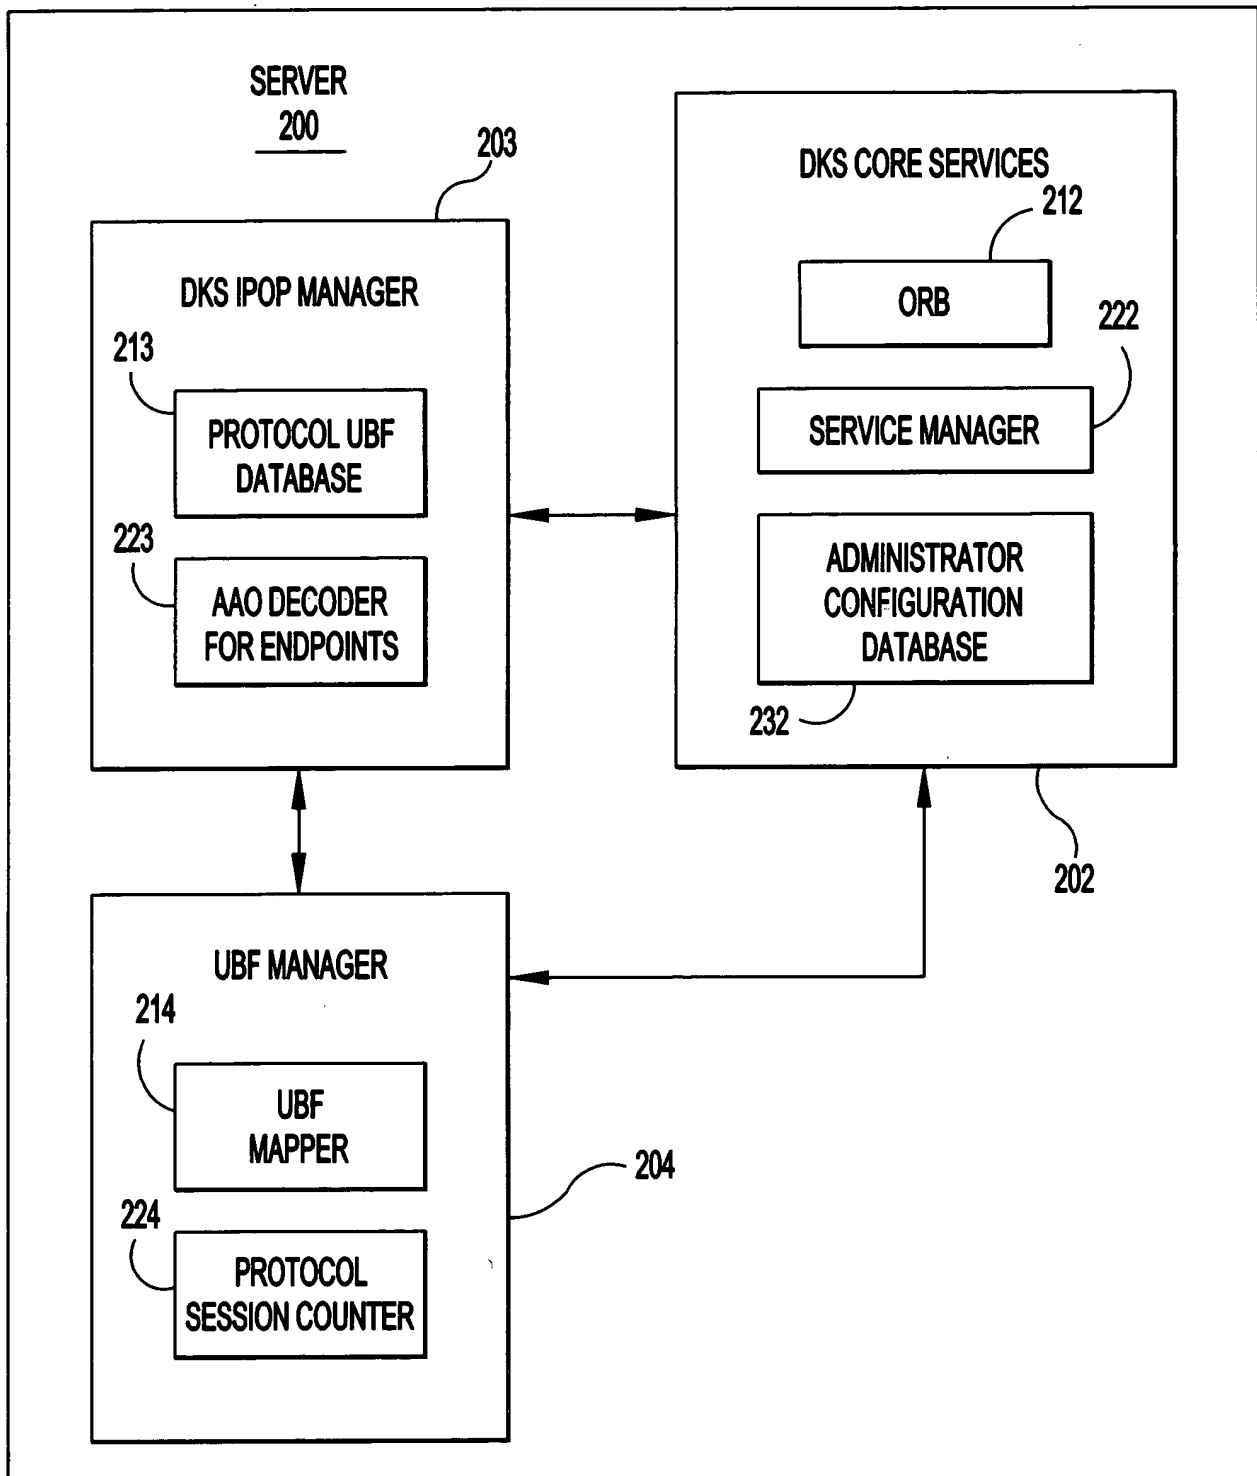 SERVER
200
203
DKS IPOP MANAGER
213
PROTOCOL UBF
DATABASE
223
AAO DECODER
FOR ENDPOINTS
DKS CORE SERVICES
212
ORB
222
SERVICE MANAGER
ADMINISTRATOR
CONFIGURATION
DATABASE
232
202
UBF MANAGER
214
UBF
MAPPER
204
224
PROTOCOL
SESSION COUNTER